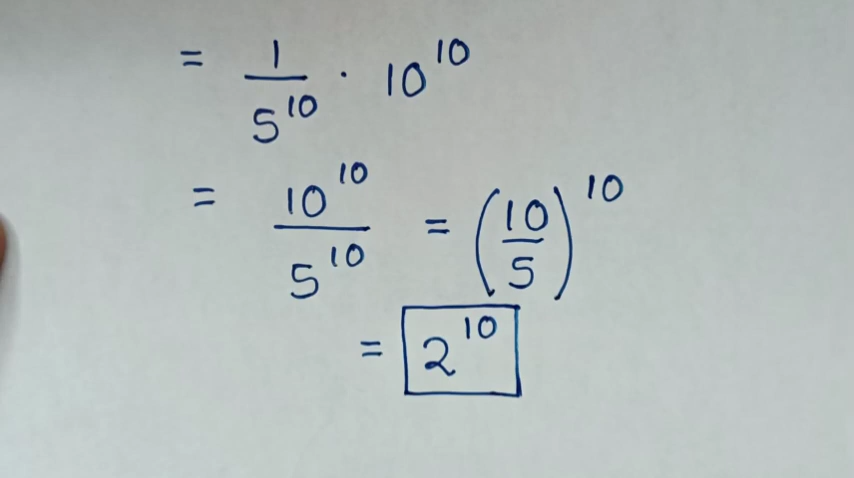 = 1/5^10 · 10^10
= 10^10/5^10 = (10/5)^10
= 2^10